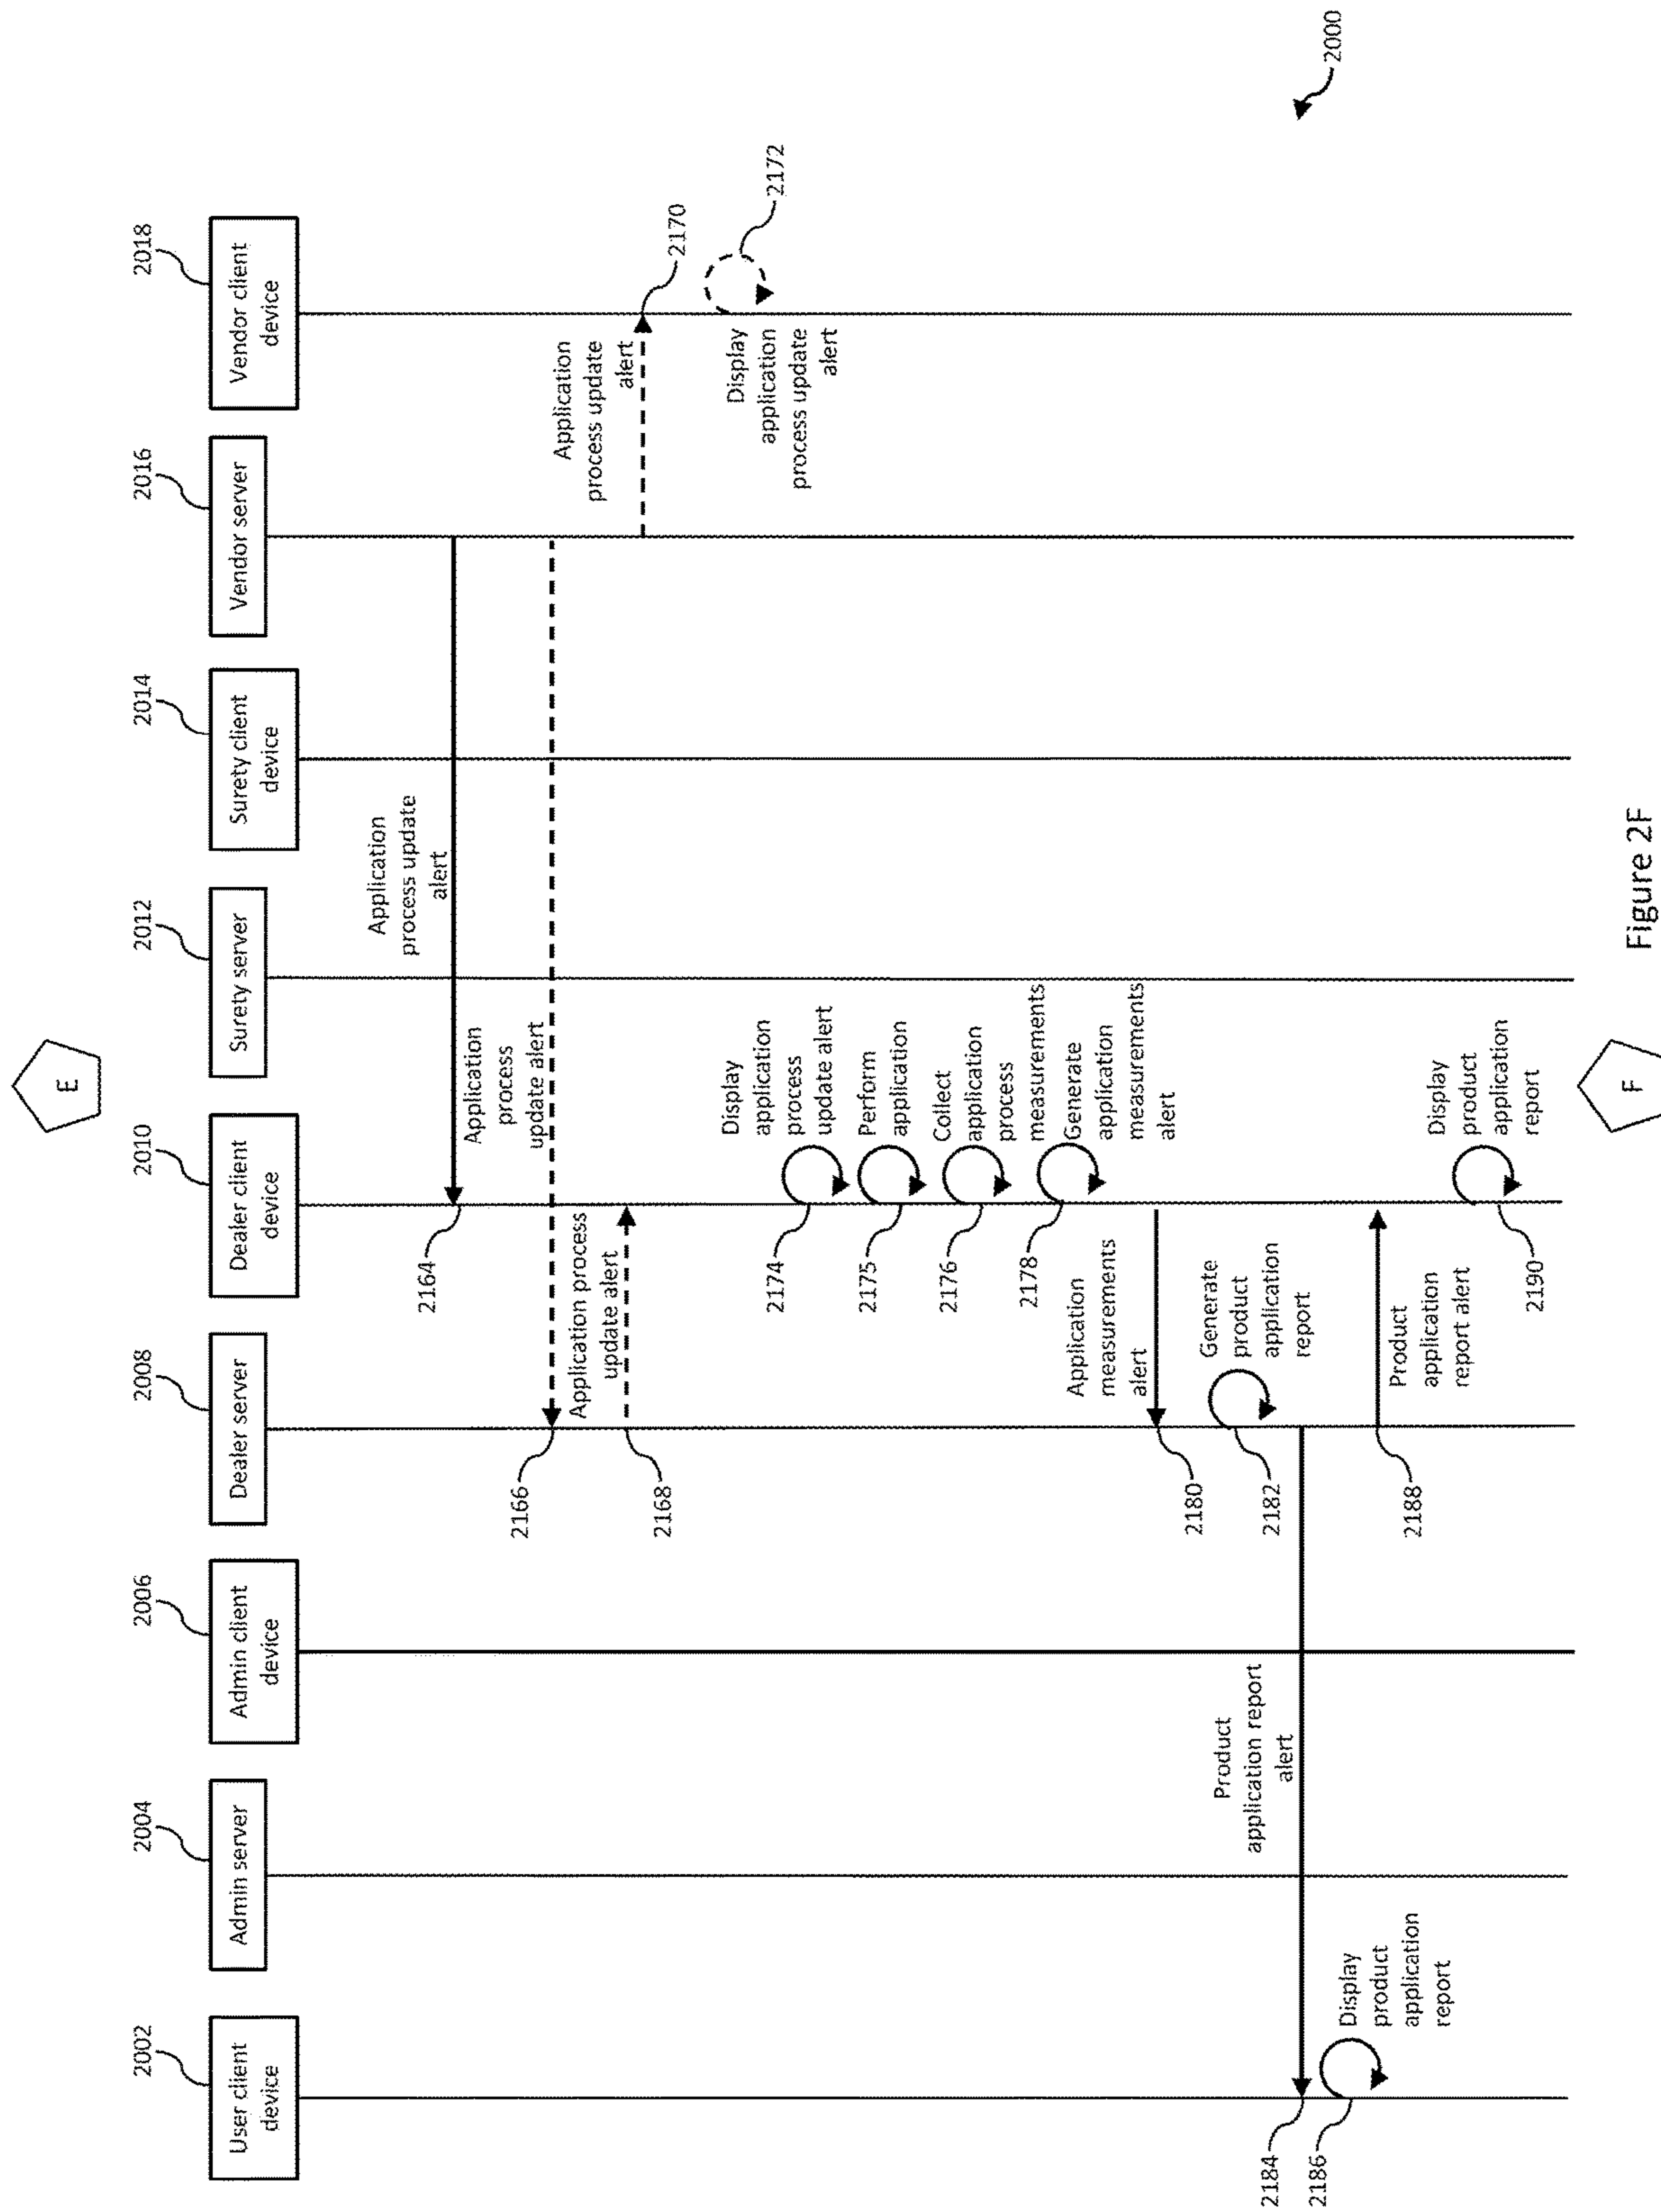 E
2002
2004
2006
2008
2010
2012
2014
2016
2018
User client
device
Admin server
Admin client
device
Dealer server
Dealer client
device
Surety server
Surety client
device
Vendor server
Vendor client
device
Application
process update
alert
2164
Application
process
update alert
2166
Application process
update alert
2168
Application
process update
alert
2170
Display
application
process update
alert
2172
Display
application
process
update alert
2174
Perform
application
2175
Collect
application
process
measurements
2176
Generate
application
measurements
alert
2178
Application
measurements
alert
2180
Generate
product
application
report
2182
Product
application report
alert
2184
Display
product
application
report
2186
Product
application
report alert
2188
Display
product
application
report
2190
2000
F
Figure 2F